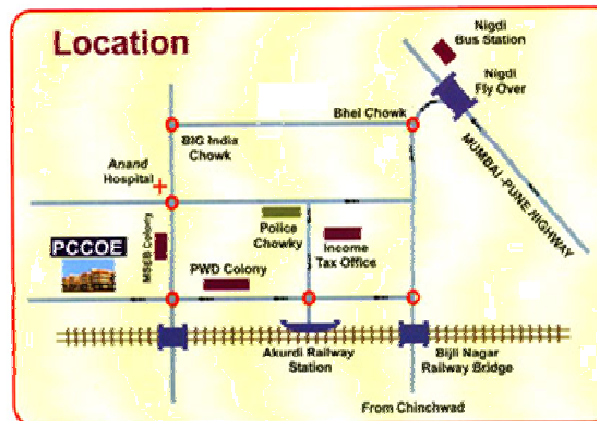 Location
Nigdi
Bus Station
Nigdi
Fly Over
Bhel Chowk
BIG India
Chowk
MUMBAI-PUNE HIGHWAY
Anand
Hospital
Police
Chowky
Income
Tax Office
MSEB Colony
PCCOE
PWD Colony
Akurdi Railway
Station
Bijli Nagar
Railway Bridge
From Chinchwad